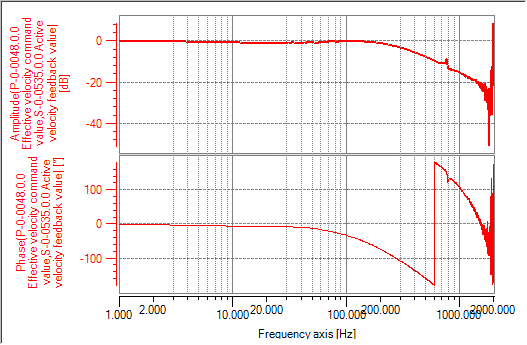 Amplitude(P-0-0048.0.0
Effective velocity command
value,S-0-0535.0.0 Active
velocity feedback value)
[dB]
0
-20
-40
Phase(P-0-0048.0.0
Effective velocity command
value,S-0-0535.0.0 Active
velocity feedback value) [°]
100
0
-100
1.000 2.000 10.000 20.000 100.000 200.000 1000.000 2000.000
Frequency axis [Hz]